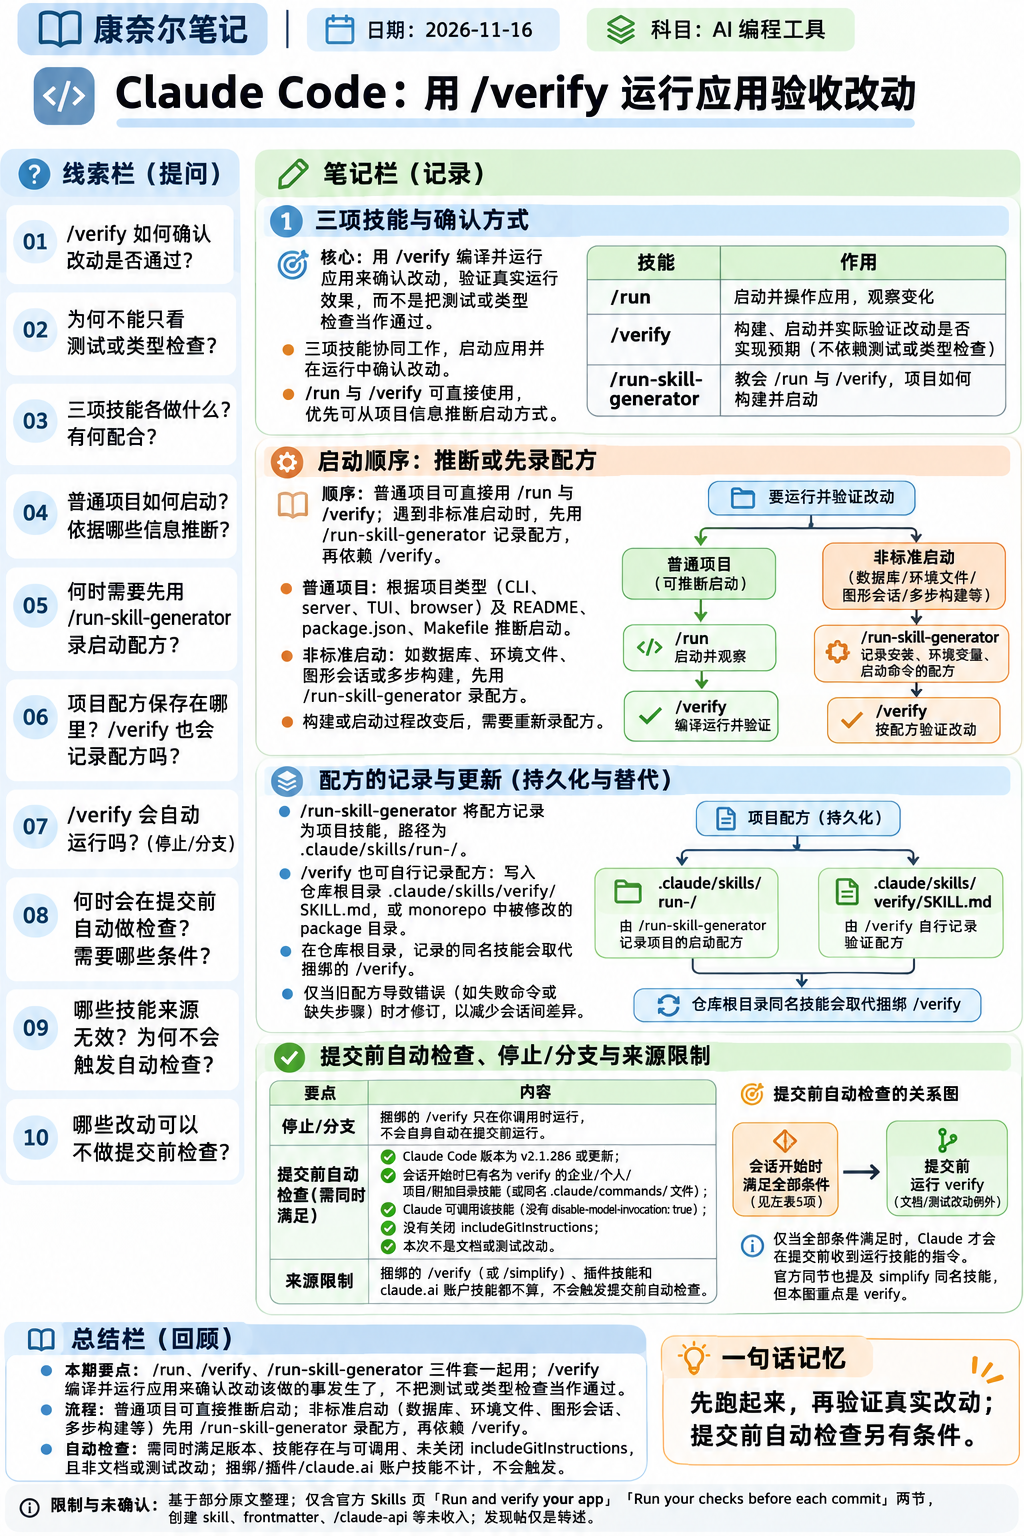 康奈尔笔记
日期：2026-11-16
科目：AI 编程工具
</>
Claude Code：用 /verify 运行应用验收改动
? 线索栏（提问）
01
/verify 如何确认
改动是否通过？
02
为何不能只看
测试或类型检查？
03
三项技能各做什么？
有何配合？
04
普通项目如何启动？
依据哪些信息推断？
05
何时需要先用
/run-skill-generator
录启动配方？
06
项目配方保存在哪
里？/verify 也会
记录配方吗？
07
/verify 会自动
运行吗？（停止/分支）
08
何时会在提交前
自动做检查？
需要哪些条件？
09
哪些技能来源
无效？为何不会
触发自动检查？
10
哪些改动可以
不做提交前检查？
笔记栏（记录）
1 三项技能与确认方式
核心：用 /verify 编译并运行
应用来确认改动，验证真实运行
效果，而不是把测试或类型
检查当作通过。
三项技能协同工作，启动应用并
在运行中确认改动。
/run 与 /verify 可直接使用，
优先可从项目信息推断启动方式。
技能 作用
/run 启动并操作应用，观察变化
/verify 构建、启动并实际验证改动是否
实现预期（不依赖测试或类型检查）
/run-skill-
generator
教会 /run 与 /verify，项目如何
构建并启动
启动顺序：推断或先录配方
顺序：普通项目可直接用 /run 与
/verify；遇到非标准启动时，先用
/run-skill-generator 记录配方，
再依赖 /verify。
普通项目：根据项目类型（CLI、
server、TUI、browser）及 README、
package.json、Makefile 推断启动。
非标准启动：如数据库、环境文件、
图形会话或多步构建，先用
/run-skill-generator 录配方。
构建或启动过程改变后，需要重新录配方。
要运行并验证改动
普通项目
（可推断启动）
</> /run
启动并观察
/verify
编译运行并验证
非标准启动
（数据库/环境文件/
图形会话/多步构建等）
/run-skill-generator
记录安装、环境变量、
启动命令的配方
/verify
按配方验证改动
配方的记录与更新（持久化与替代）
/run-skill-generator 将配方记录
为项目技能，路径为
.claude/skills/run-/。
/verify 也可自行记录配方：写入
仓库根目录 .claude/skills/verify/
SKILL.md，或 monorepo 中被修改的
package 目录。
在仓库根目录，记录的同名技能会取代
捆绑的 /verify。
仅当旧配方导致错误（如失败命令或
缺失步骤）时才修订，以减少会话间差异。
项目配方（持久化）
.claude/skills/
run-/
由 /run-skill-generator
记录项目的启动配方
.claude/skills/
verify/SKILL.md
由 /verify 自行记录
验证配方
仓库根目录同名技能会取代捆绑 /verify
提交前自动检查、停止/分支与来源限制
要点 内容
停止/分支
捆绑的 /verify 只在你调用时运行，
不会自身自动在提交前运行。
提交前自动
检查（需同时
满足）
Claude Code 版本为 v2.1.286 或更新；
会话开始时已有名为 verify 的企业/个人/
项目/附加目录技能（或同名 .claude/commands/ 文件）；
Claude 可调用该技能（没有 disable-model-invocation: true）；
没有关闭 includeGitInstructions；
本次不是文档或测试改动。
来源限制
捆绑的 /verify（或 /simplify）、插件技能和
claude.ai 账户技能都不算，不会触发提交前自动检查。
提交前自动检查的关系图
会话开始时
满足全部条件
（见左表5项）
提交前
运行 verify
（文档/测试改动例外）
仅当全部条件满足时，Claude 才会
在提交前收到运行技能的指令。
官方同节也提及 simplify 同名技能，
但本图重点是 verify。
总结栏（回顾）
本期要点：/run、/verify、/run-skill-generator 三件套一起用；/verify
编译并运行应用来确认改动该做的事发生了，不把测试或类型检查当作通过。
流程：普通项目可直接推断启动；非标准启动（数据库、环境文件、图形会话、
多步构建等）先用 /run-skill-generator 录配方，再依赖 /verify。
自动检查：需同时满足版本、技能存在与可调用、未关闭 includeGitInstructions，
且非文档或测试改动；捆绑/插件/claude.ai 账户技能不计，不会触发。
一句话记忆
先跑起来，再验证真实改动；
提交前自动检查另有条件。
限制与未确认：基于部分原文整理；仅含官方 Skills 页「Run and verify your app」「Run your checks before each commit」两节，
创建 skill、frontmatter、/claude-api 等未收入；发现帖仅是转述。